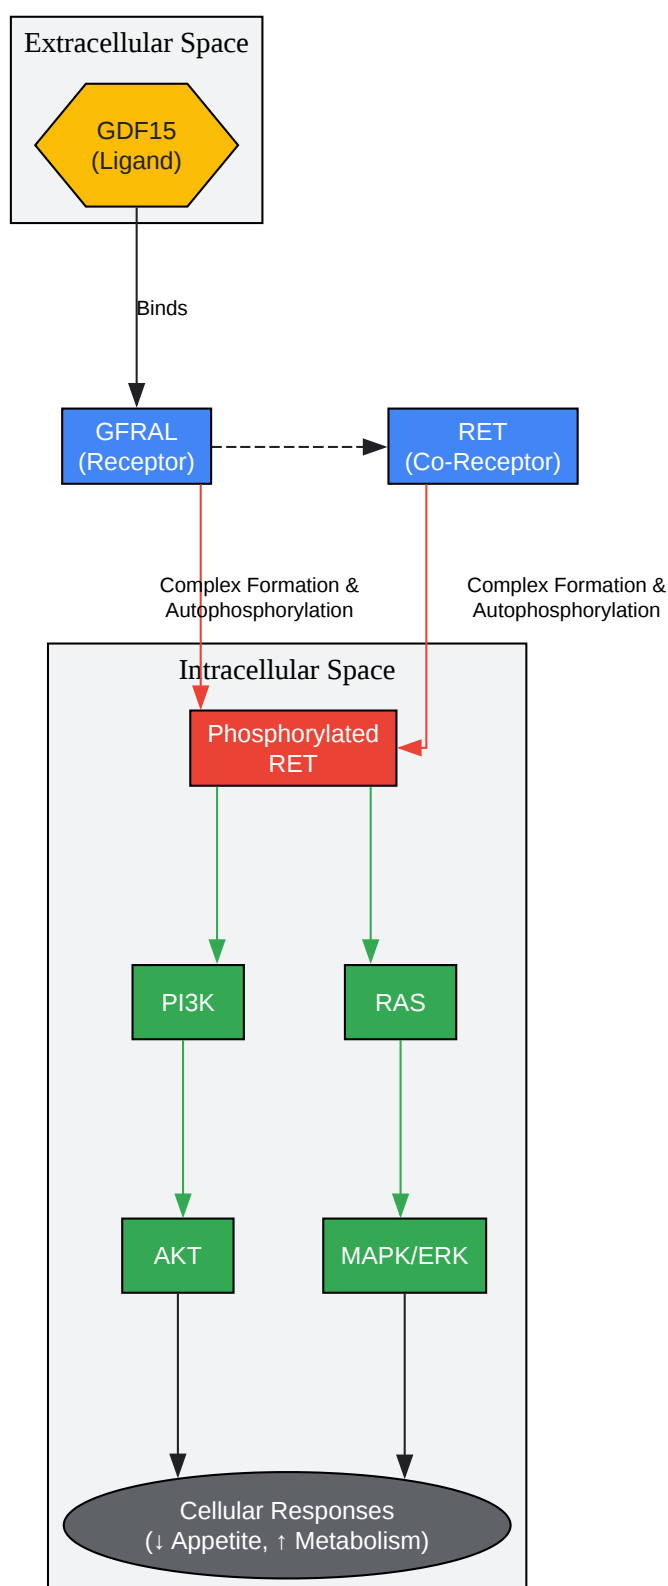 Extracellular Space
GDF15
(Ligand)
Binds
GFRAL
(Receptor)
RET
(Co-Receptor)
Complex Formation &
Autophosphorylation
Complex Formation &
Autophosphorylation
Intracellular Space
Phosphorylated
RET
PI3K
RAS
AKT
MAPK/ERK
Cellular Responses
(↓ Appetite, ↑ Metabolism)